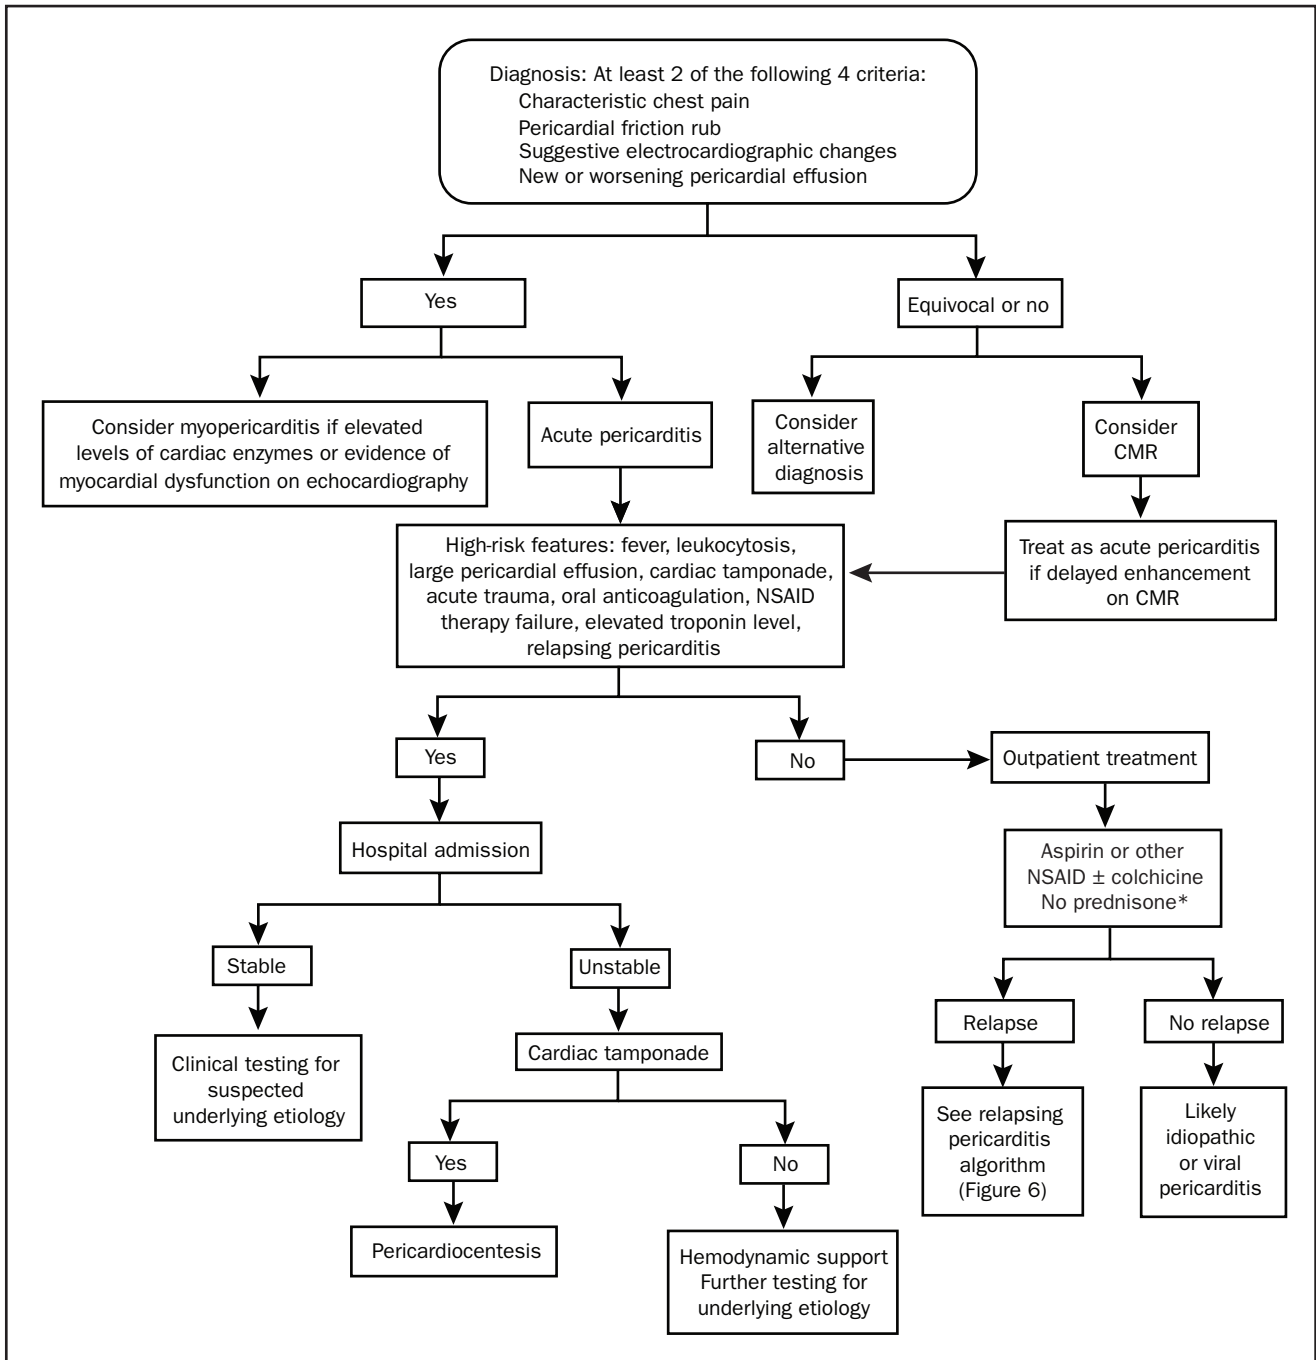 Diagnosis: At least 2 of the following 4 criteria:
Characteristic chest pain
Pericardial friction rub
Suggestive electrocardiographic changes
New or worsening pericardial effusion
Yes
Equivocal or no
Consider myopericarditis if elevated
levels of cardiac enzymes or evidence of
myocardial dysfunction on echocardiography
Acute pericarditis
Consider
alternative
diagnosis
Consider
CMR
High-risk features: fever, leukocytosis,
large pericardial effusion, cardiac tamponade,
acute trauma, oral anticoagulation, NSAID
therapy failure, elevated troponin level,
relapsing pericarditis
Treat as acute pericarditis
if delayed enhancement
on CMR
Yes
No
Outpatient treatment
Hospital admission
Aspirin or other
NSAID ± colchicine
No prednisone*
Stable
Unstable
Relapse
No relapse
Clinical testing for
suspected
underlying etiology
Cardiac tamponade
See relapsing
pericarditis
algorithm
(Figure 6)
Likely
idiopathic
or viral
pericarditis
Yes
No
Pericardiocentesis
Hemodynamic support
Further testing for
underlying etiology